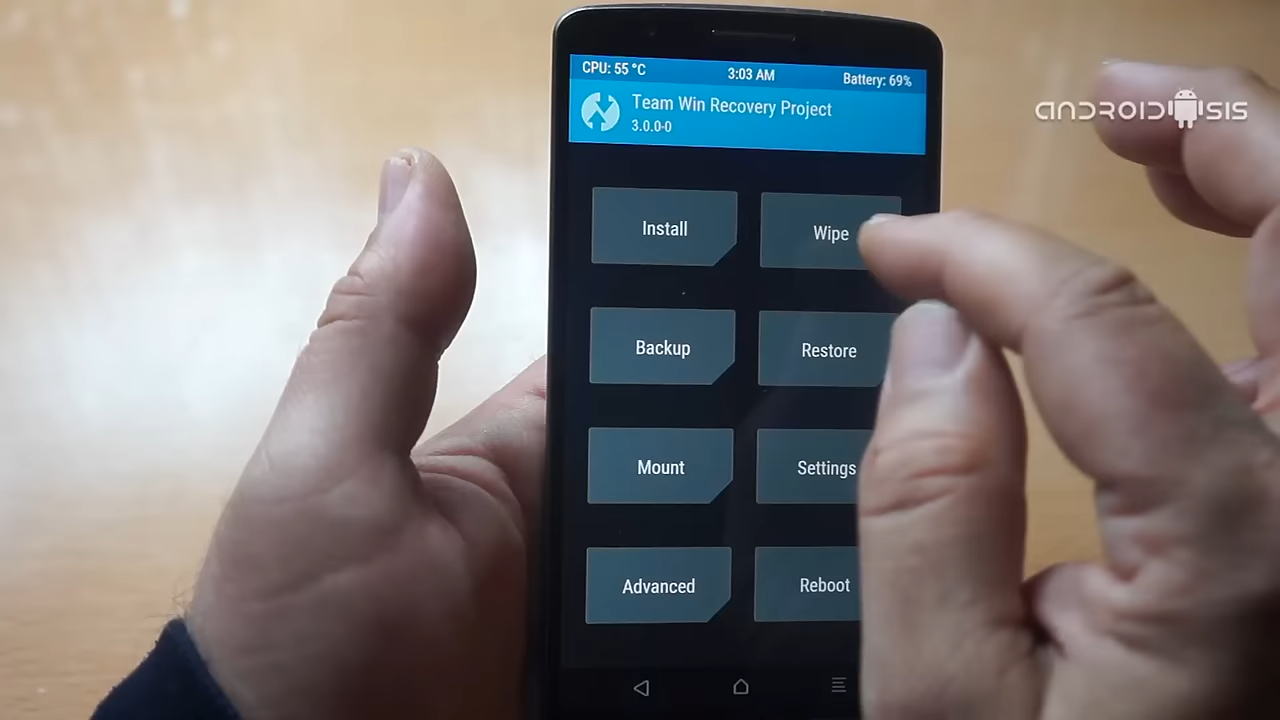 CPU: 55 °C 3:03 AM Battery: 69%
Team Win Recovery Project
3.0.0-0
ANDROIDSIS
Install Wipe
Backup Restore
Mount Settings
Advanced Reboot